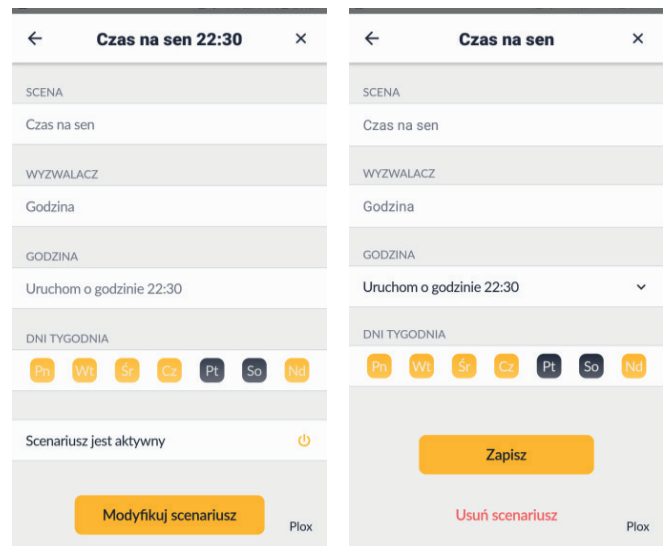 Czas na sen 22:30
SCENA
Czas na sen
WYZWALACZ
Godzina
GODZINA
Uruchom o godzinie 22:30
DNI TYGODNIA
Pn Wt Śr Cz Pt So Nd
Scenariusz jest aktywny
Modyfikuj scenariusz
Plox
Czas na sen
SCENA
Czas na sen
WYZWALACZ
Godzina
GODZINA
Uruchom o godzinie 22:30
DNI TYGODNIA
Pn Wt Śr Cz Pt So Nd
Zapisz
Usuń scenariusz
Plox